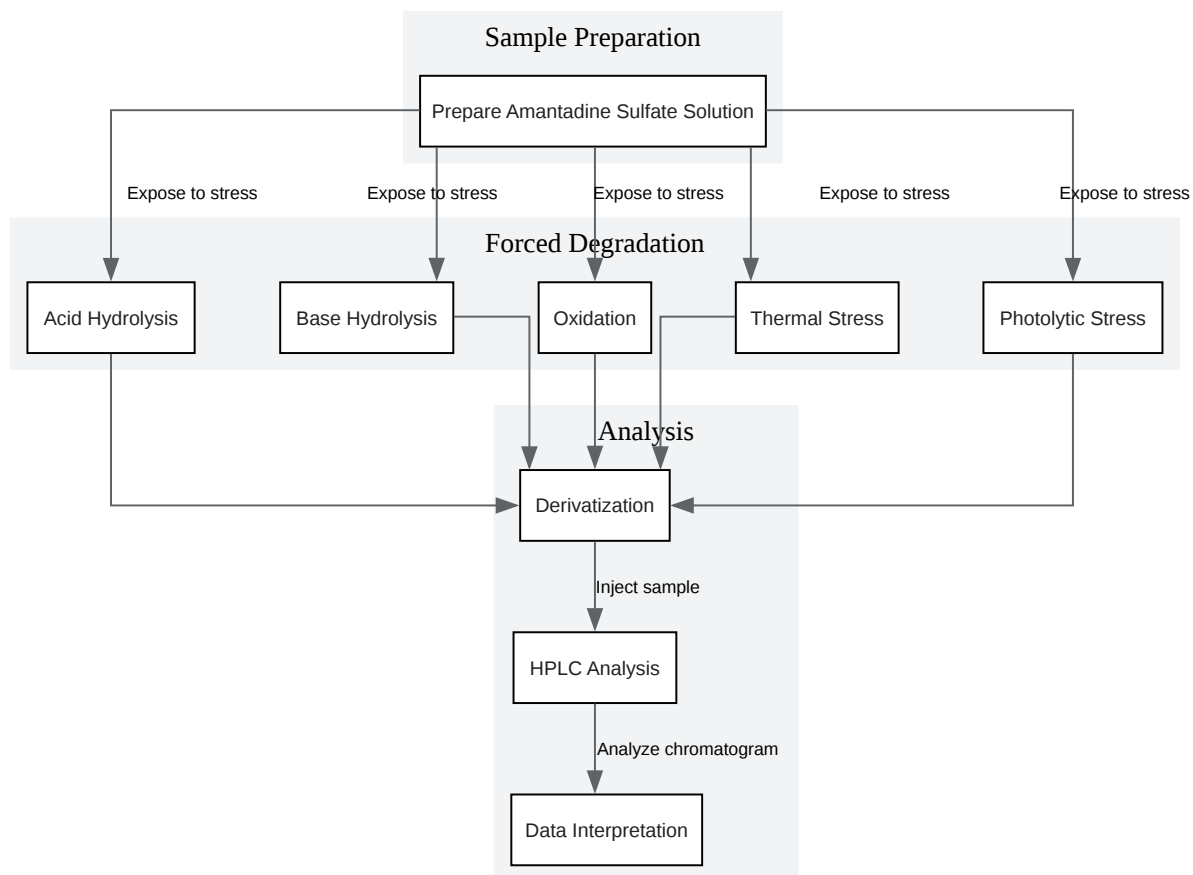 Sample Preparation
Prepare Amantadine Sulfate Solution
Expose to stress
Expose to stress
Expose to stress
Expose to stress
Expose to stress
Forced Degradation
Acid Hydrolysis
Base Hydrolysis
Oxidation
Thermal Stress
Photolytic Stress
Analysis
Derivatization
Inject sample
HPLC Analysis
Analyze chromatogram
Data Interpretation